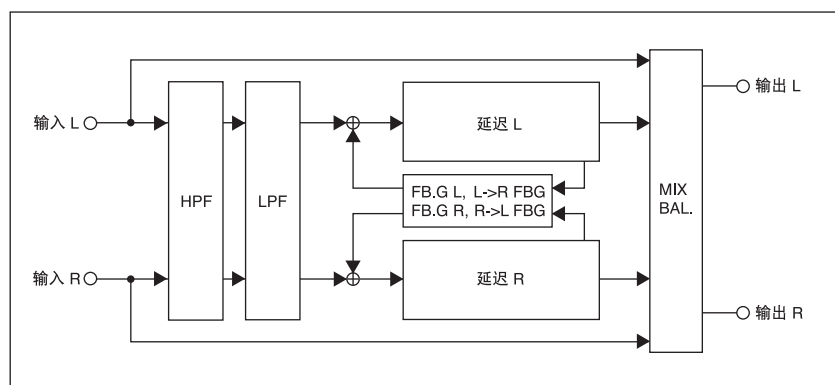 输入 L
输入 R
HPF
LPF
延迟 L
FB.G L, L->R FBG
FB.G R, R->L FBG
延迟 R
MIX
BAL.
输出 L
输出 R